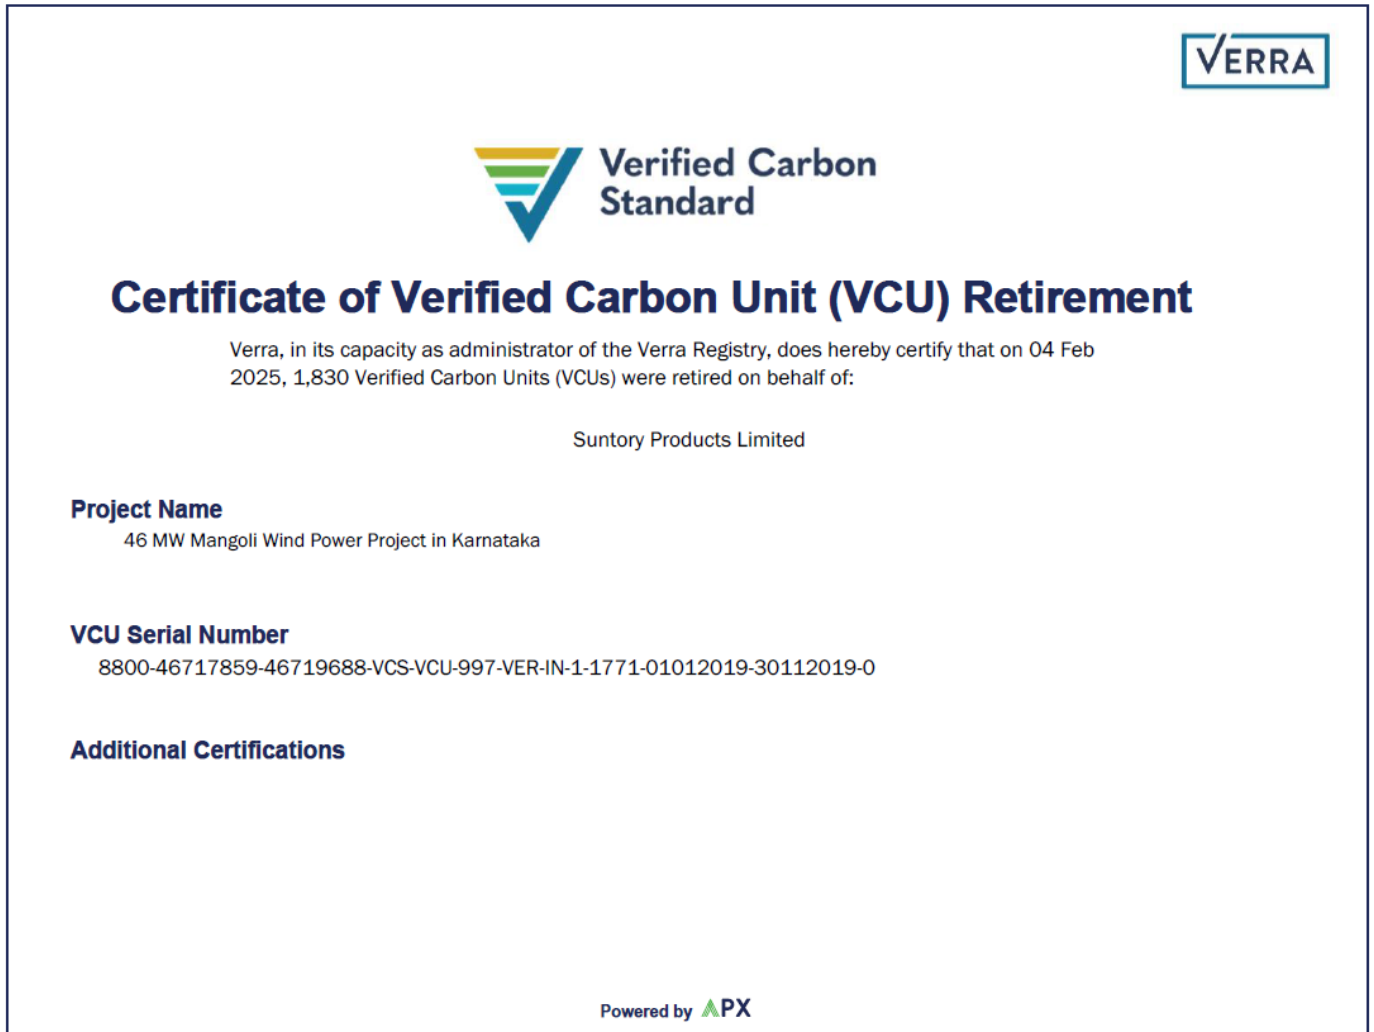 VERRA
Verified Carbon
Standard
Certificate of Verified Carbon Unit (VCU) Retirement
Verra, in its capacity as administrator of the Verra Registry, does hereby certify that on 04 Feb
2025, 1,830 Verified Carbon Units (VCUs) were retired on behalf of:
Suntory Products Limited
Project Name
46 MW Mangoli Wind Power Project in Karnataka
VCU Serial Number
8800-46717859-46719688-VCS-VCU-997-VER-IN-1-1771-01012019-30112019-0
Additional Certifications
Powered by APX